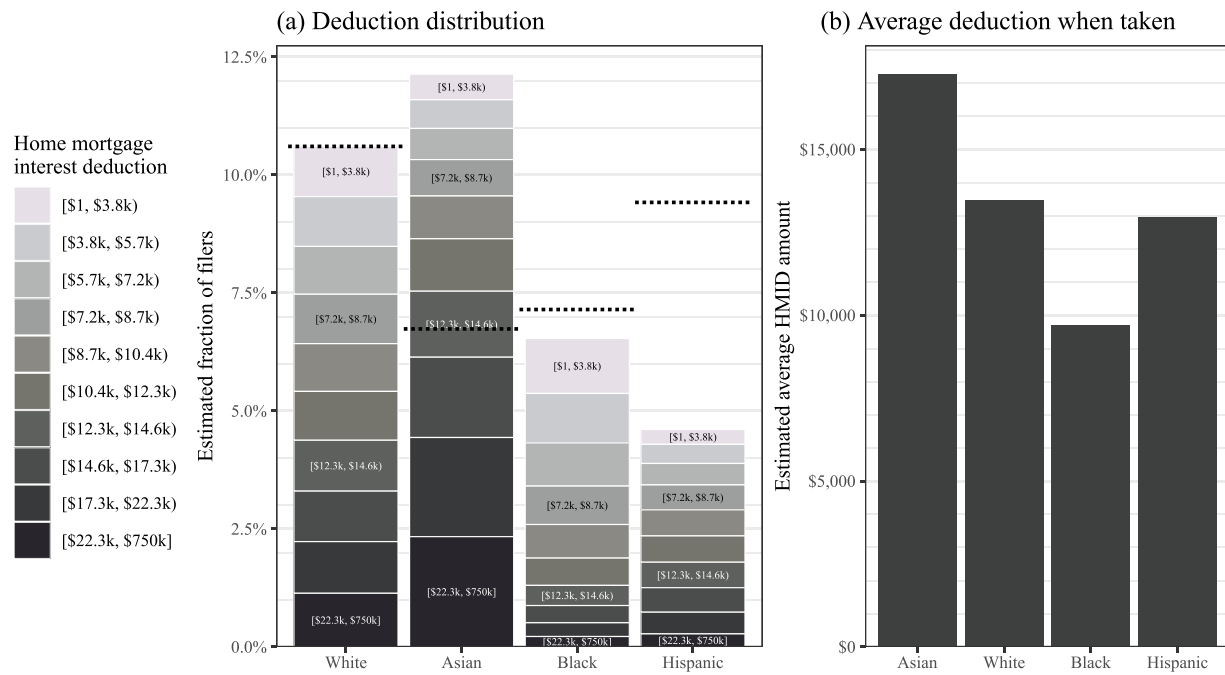 (a) Deduction distribution
(b) Average deduction when taken
Home mortgage
interest deduction
[$1, $3.8k)
[$3.8k, $5.7k)
[$5.7k, $7.2k)
[$7.2k, $8.7k)
[$8.7k, $10.4k)
[$10.4k, $12.3k)
[$12.3k, $14.6k)
[$14.6k, $17.3k)
[$17.3k, $22.3k)
[$22.3k, $750k]
Estimated fraction of filers
12.5%
10.0%
7.5%
5.0%
2.5%
0.0%
[$1, $3.8k)
[$7.2k, $8.7k)
[$12.3k, $14.6k)
[$22.3k, $750k]
[$1, $3.8k)
[$7.2k, $8.7k)
[$12.3k, $14.6k)
[$22.3k, $750k]
[$1, $3.8k)
[$7.2k, $8.7k)
[$12.3k, $14.6k)
[$22.3k, $750k]
[$1, $3.8k)
[$7.2k, $8.7k)
[$12.3k, $14.6k)
[$22.3k, $750k]
White
Asian
Black
Hispanic
Estimated average HMID amount
$15,000
$10,000
$5,000
$0
Asian
White
Black
Hispanic